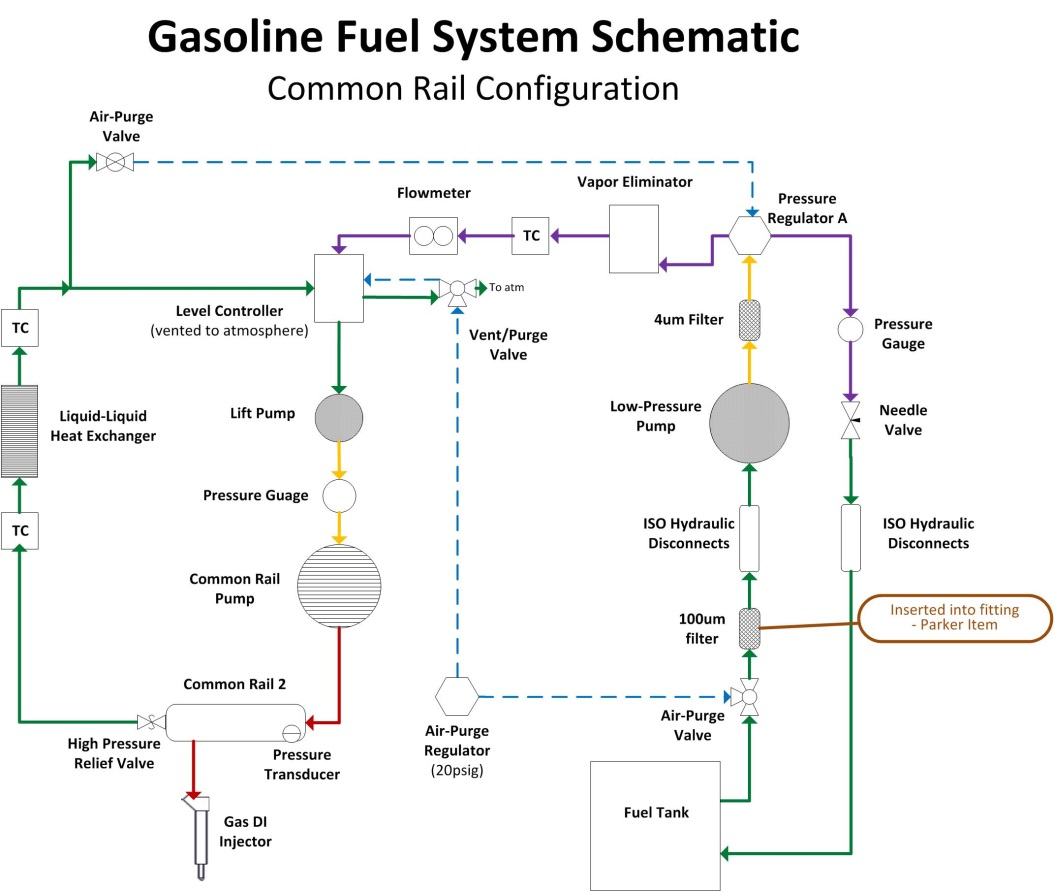 Gasoline Fuel System Schematic
Common Rail Configuration
Air-Purge
Valve
Flowmeter
Vapor Eliminator
Pressure
Regulator A
TC
Level Controller
(vented to atmosphere)
To atm
Vent/Purge
Valve
4um Filter
Pressure
Gauge
TC
Liquid-Liquid
Heat Exchanger
Lift Pump
Low-Pressure
Pump
Needle
Valve
Pressure Guage
TC
ISO Hydraulic
Disconnects
ISO Hydraulic
Disconnects
Common Rail
Pump
100um
filter
Inserted into fitting
- Parker Item
Common Rail 2
High Pressure
Relief Valve
Pressure
Transducer
Air-Purge
Regulator
(20psig)
Air-Purge
Valve
Gas DI
Injector
Fuel Tank